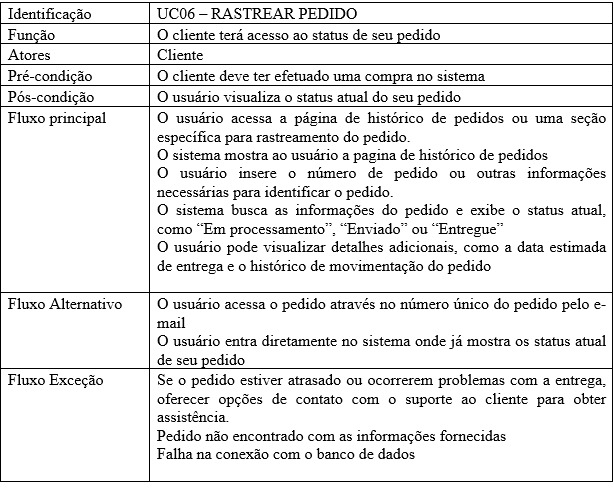 Identificação UC06 – RASTREAR PEDIDO
Função O cliente terá acesso ao status de seu pedido
Atores Cliente
Pré-condição O cliente deve ter efetuado uma compra no sistema
Pós-condição O usuário visualiza o status atual do seu pedido
Fluxo principal O usuário acessa a página de histórico de pedidos ou uma seção
específica para rastreamento do pedido.
O sistema mostra ao usuário a pagina de histórico de pedidos
O usuário insere o número de pedido ou outras informações
necessárias para identificar o pedido.
O sistema busca as informações do pedido e exibe o status atual,
como “Em processamento”, “Enviado” ou “Entregue”
O usuário pode visualizar detalhes adicionais, como a data estimada
de entrega e o histórico de movimentação do pedido
Fluxo Alternativo O usuário acessa o pedido através no número único do pedido pelo e-
mail
O usuário entra diretamente no sistema onde já mostra os status atual
de seu pedido
Fluxo Exceção Se o pedido estiver atrasado ou ocorrerem problemas com a entrega,
oferecer opções de contato com o suporte ao cliente para obter
assistência.
Pedido não encontrado com as informações fornecidas
Falha na conexão com o banco de dados